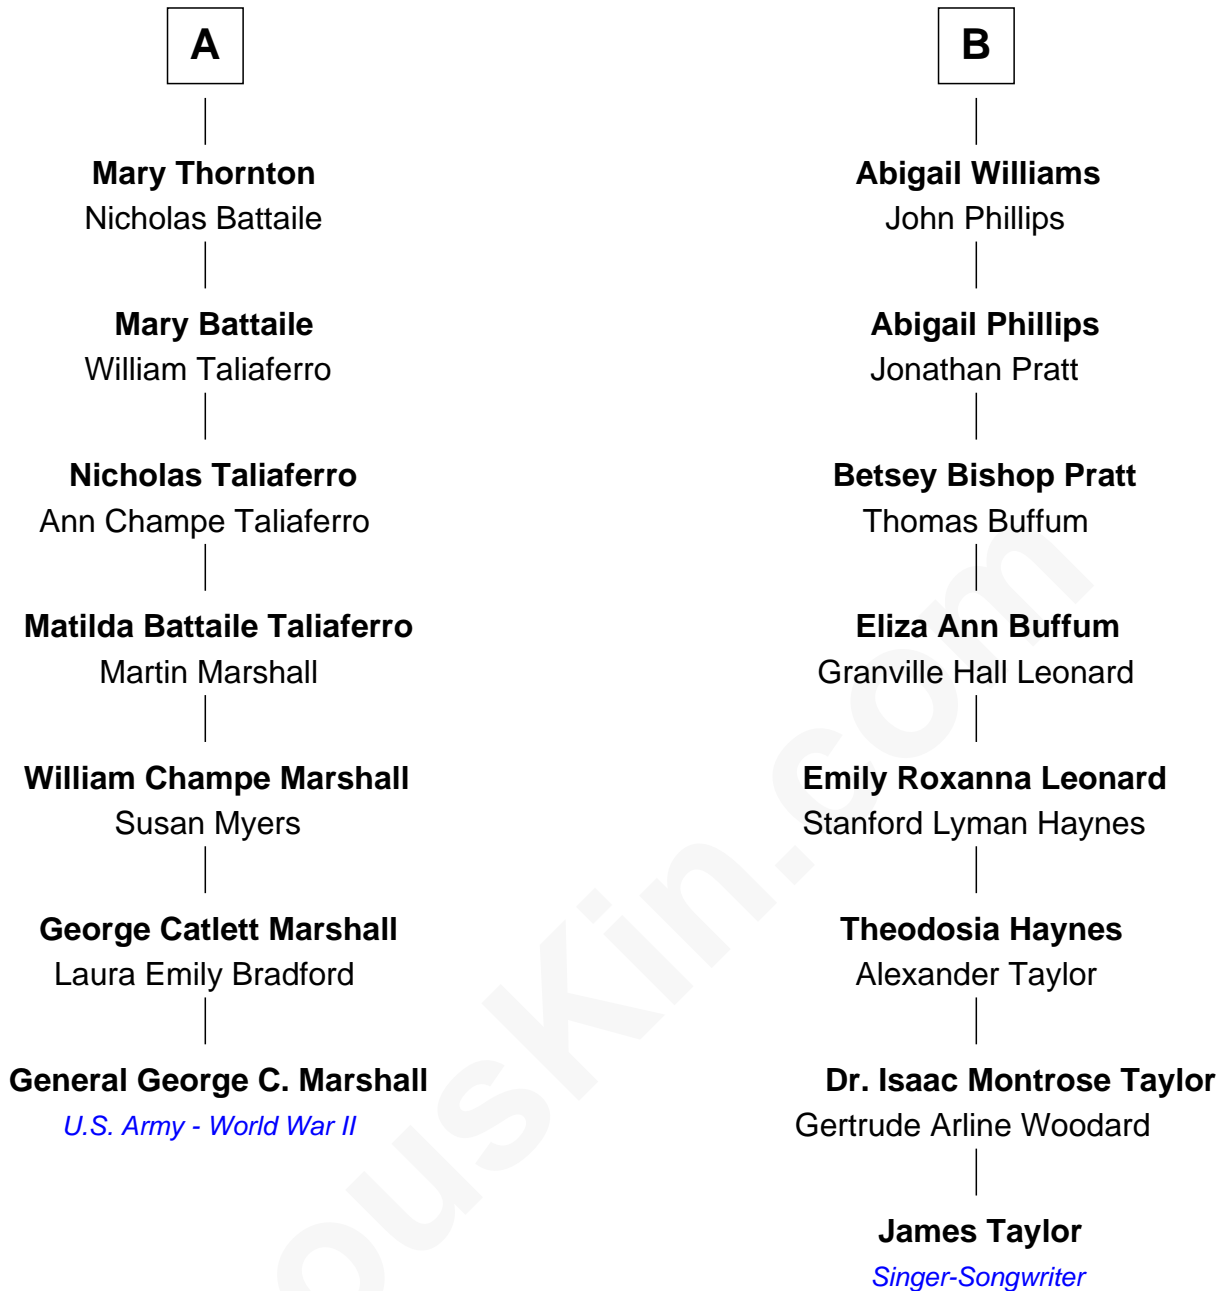 A
Mary Thornton
Nicholas Battaile
Mary Battaile
William Taliaferro
Nicholas Taliaferro
Ann Champe Taliaferro
Matilda Battaile Taliaferro
Martin Marshall
William Champe Marshall
Susan Myers
George Catlett Marshall
Laura Emily Bradford
General George C. Marshall
U.S. Army - World War II
B
Abigail Williams
John Phillips
Abigail Phillips
Jonathan Pratt
Betsey Bishop Pratt
Thomas Buffum
Eliza Ann Buffum
Granville Hall Leonard
Emily Roxanna Leonard
Stanford Lyman Haynes
Theodosia Haynes
Alexander Taylor
Dr. Isaac Montrose Taylor
Gertrude Arline Woodard
James Taylor
Singer-Songwriter
ousKin.com